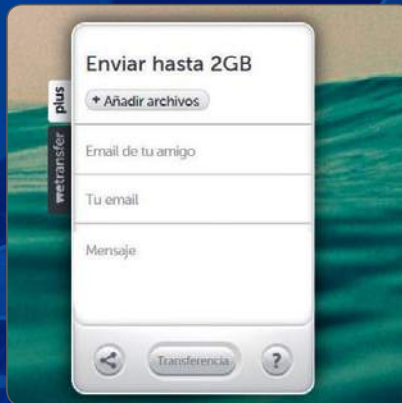 Enviar hasta 2GB
+ Añadir archivos
plus
wetransfer
Email de tu amigo
Tu email
Mensaje
Transferencia
?